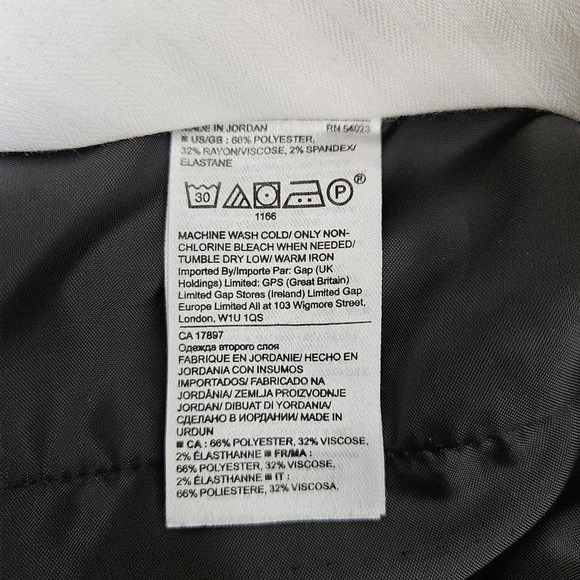 MADE IN JORDAN RN 54023
US/GB : 66% POLYESTER,
32% RAYON/VISCOSE, 2% SPANDEX/
ELASTANE
30 P ®
1166
MACHINE WASH COLD/ ONLY NON-
CHLORINE BLEACH WHEN NEEDED/
TUMBLE DRY LOW/ WARM IRON
Imported By/Importe Par: Gap (UK
Holdings) Limited: GPS (Great Britain)
Limited Gap Stores (Ireland) Limited Gap
Europe Limited All at 103 Wigmore Street,
London, W1U 1QS
CA 17897
Одежда второго слоя
FABRIQUE EN JORDANIE/ HECHO EN
JORDANIA CON INSUMOS
IMPORTADOS/ FABRICADO NA
JORDÂNIA/ ZEMLJA PROIZVODNJE
JORDAN/ DIBUAT DI YORDANIA/
СДЕЛАНО В ИОРДАНИИ/ MADE IN
URDUN
CA : 66% POLYESTER, 32% VISCOSE,
2% ÉLASTHANNE FR/MA :
66% POLYESTER, 32% VISCOSE,
2% ÉLASTHANNE IT :
66% POLIESTERE, 32% VISCOSA,